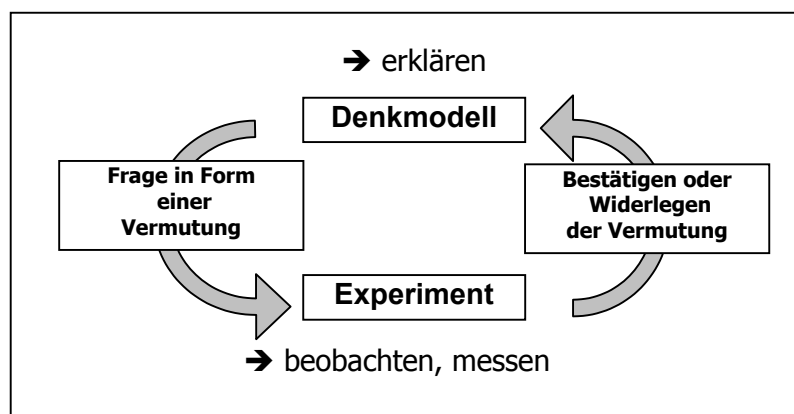 ➔ erklären
Denkmodell
Frage in Form
einer
Vermutung
Bestätigen oder
Widerlegen
der Vermutung
Experiment
➔ beobachten, messen